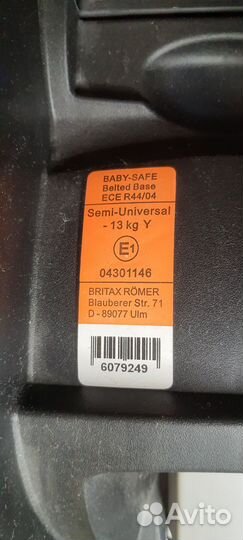 BABY-SAFE
Belted Base
ECE R44/04
Semi-Universal
- 13 kg Y
E1
04301146
BRITAX RÖMER
Blauberer Str. 71
D - 89077 Ulm
6079249
Avito